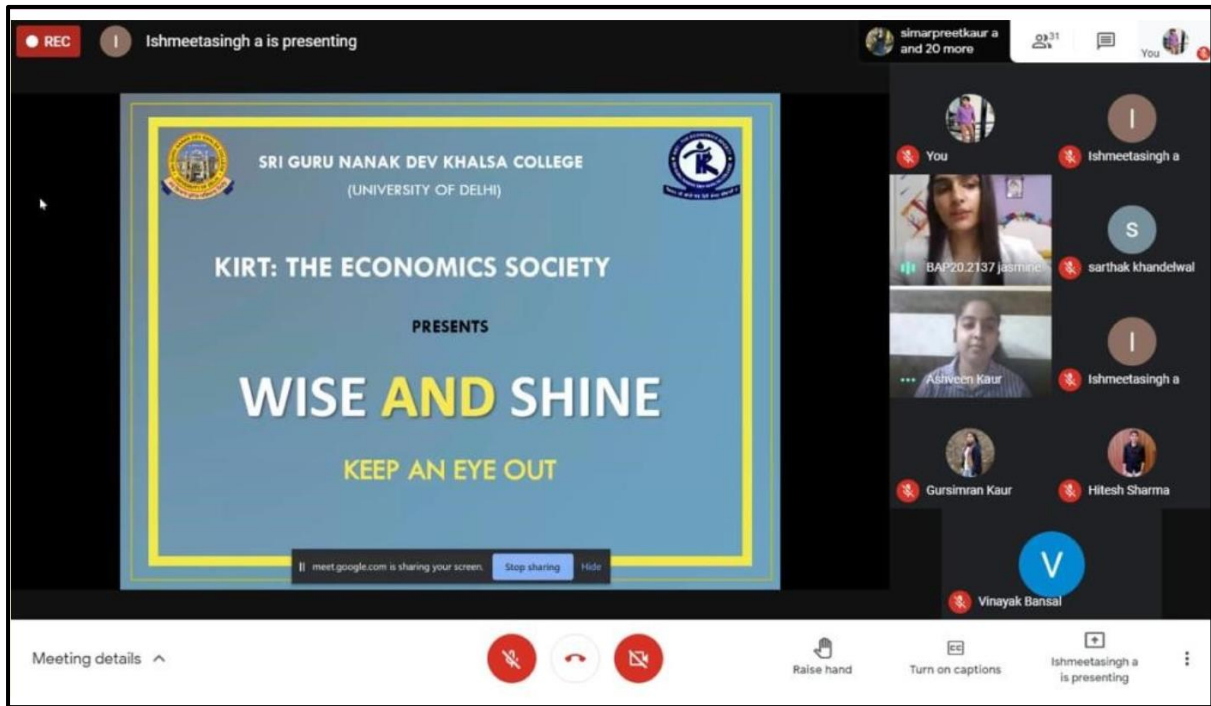 REC
I
Ishmeetasingh a is presenting
simarpreetkaur a
and 20 more
31
You
SRI GURU NANAK DEV KHALSA COLLEGE
(UNIVERSITY OF DELHI)
KIRT: THE ECONOMICS SOCIETY
PRESENTS
WISE AND SHINE
KEEP AN EYE OUT
meet.google.com is sharing your screen.
Stop sharing
Hide
You
I
Ishmeetasingh a
BAP20.2137 jasmine
S
sarthak khandelwal
Ashveen Kaur
I
Ishmeetasingh a
Gursimran Kaur
Hitesh Sharma
V
Vinayak Bansal
Meeting details
Raise hand
CC
Turn on captions
Ishmeetasingh a
is presenting